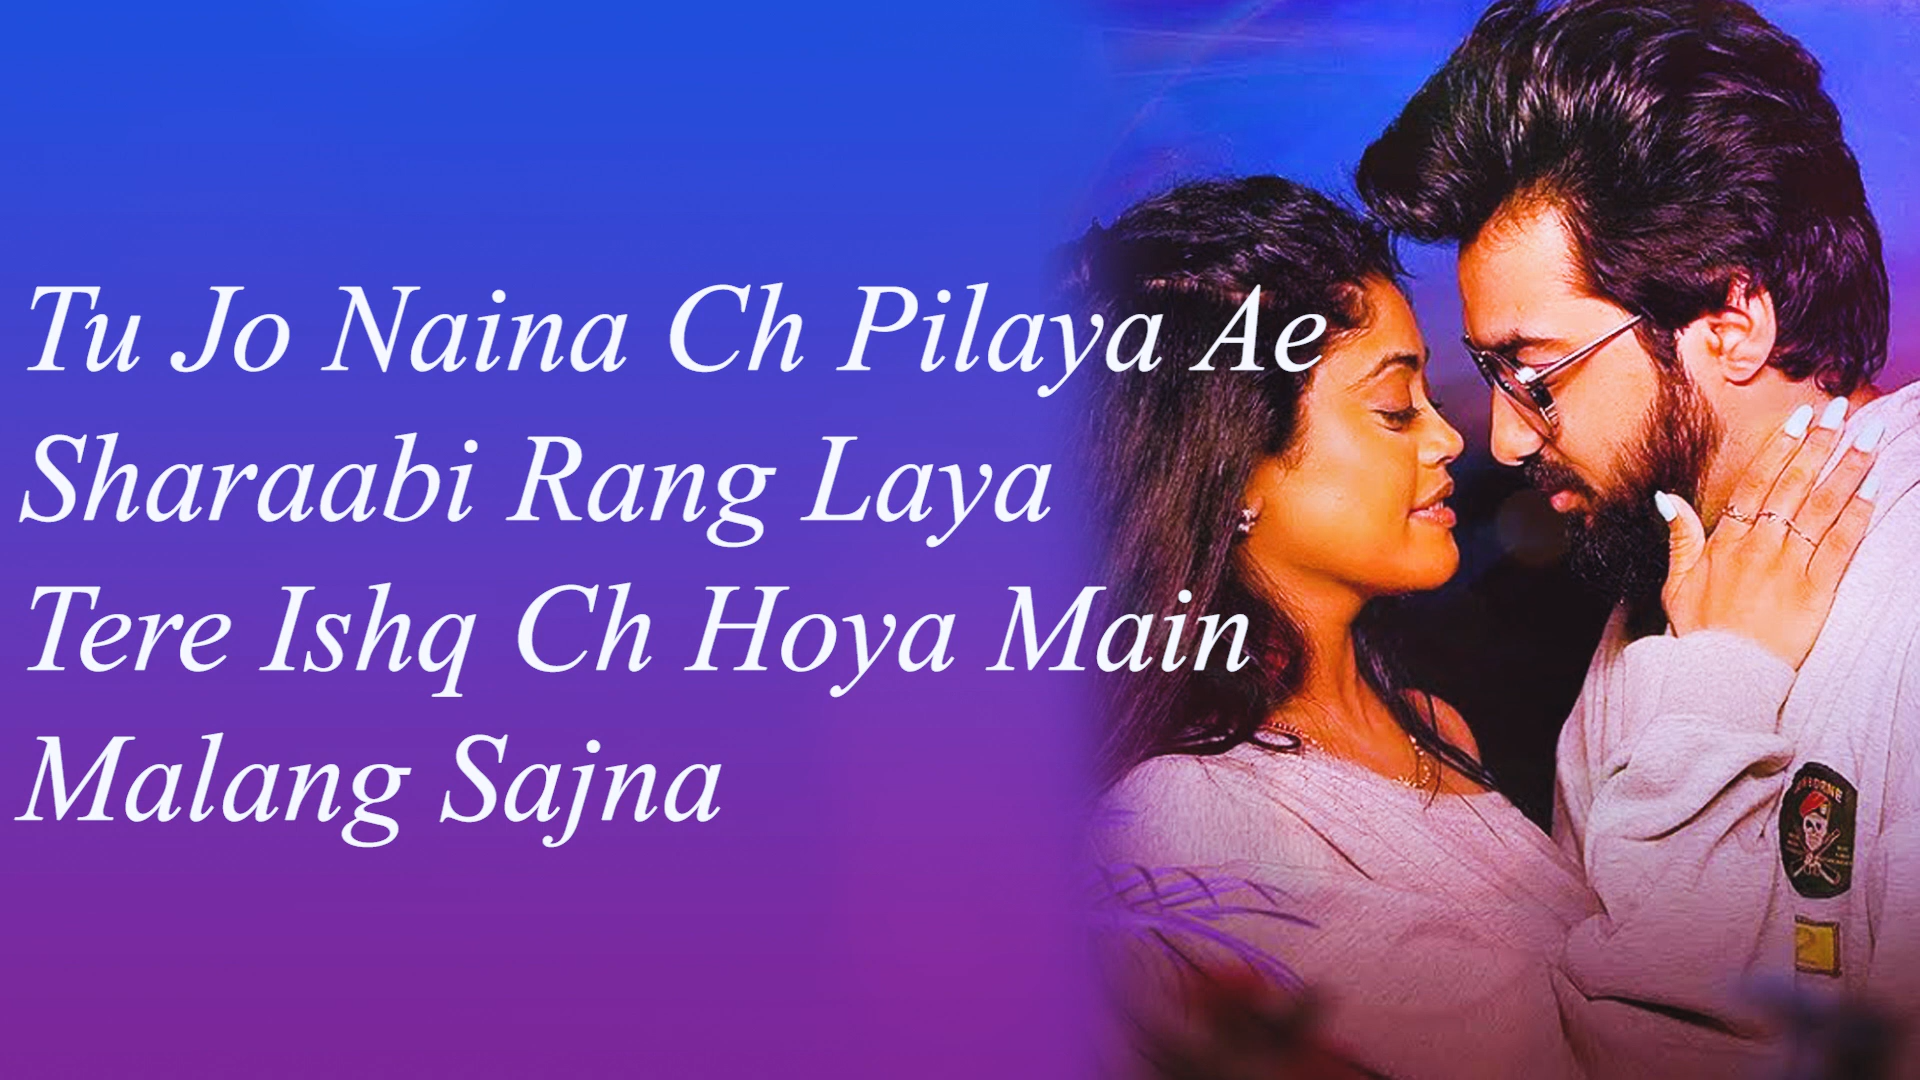 Tu Jo Naina Ch Pilaya Ae
Sharaabi Rang Laya
Tere Ishq Ch Hoya Main
Malang Sajna